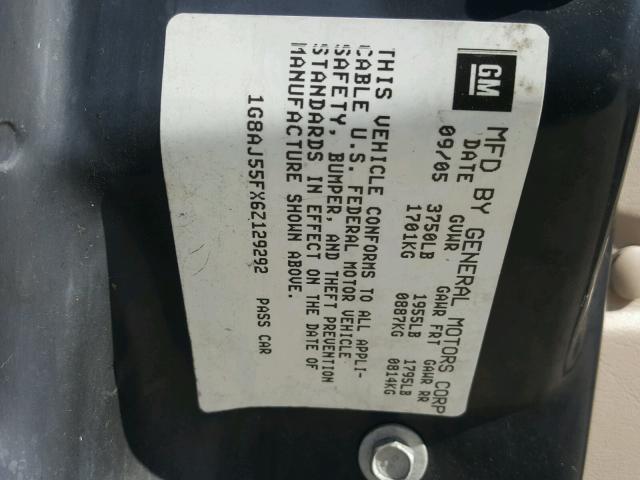 GM
MFD BY GENERAL MOTORS CORP
DATE GVWR GAWR FRT GAWR RR
09/05 3750LB 1955LB 1795LB
1701KG 0887KG 0814KG
THIS VEHICLE CONFORMS TO ALL APPLI-
CABLE U.S. FEDERAL MOTOR VEHICLE
SAFETY, BUMPER, AND THEFT PREVENTION
STANDARDS IN EFFECT ON THE DATE OF
MANUFACTURE SHOWN ABOVE.
1G8AJ55FX6Z129292 PASS CAR